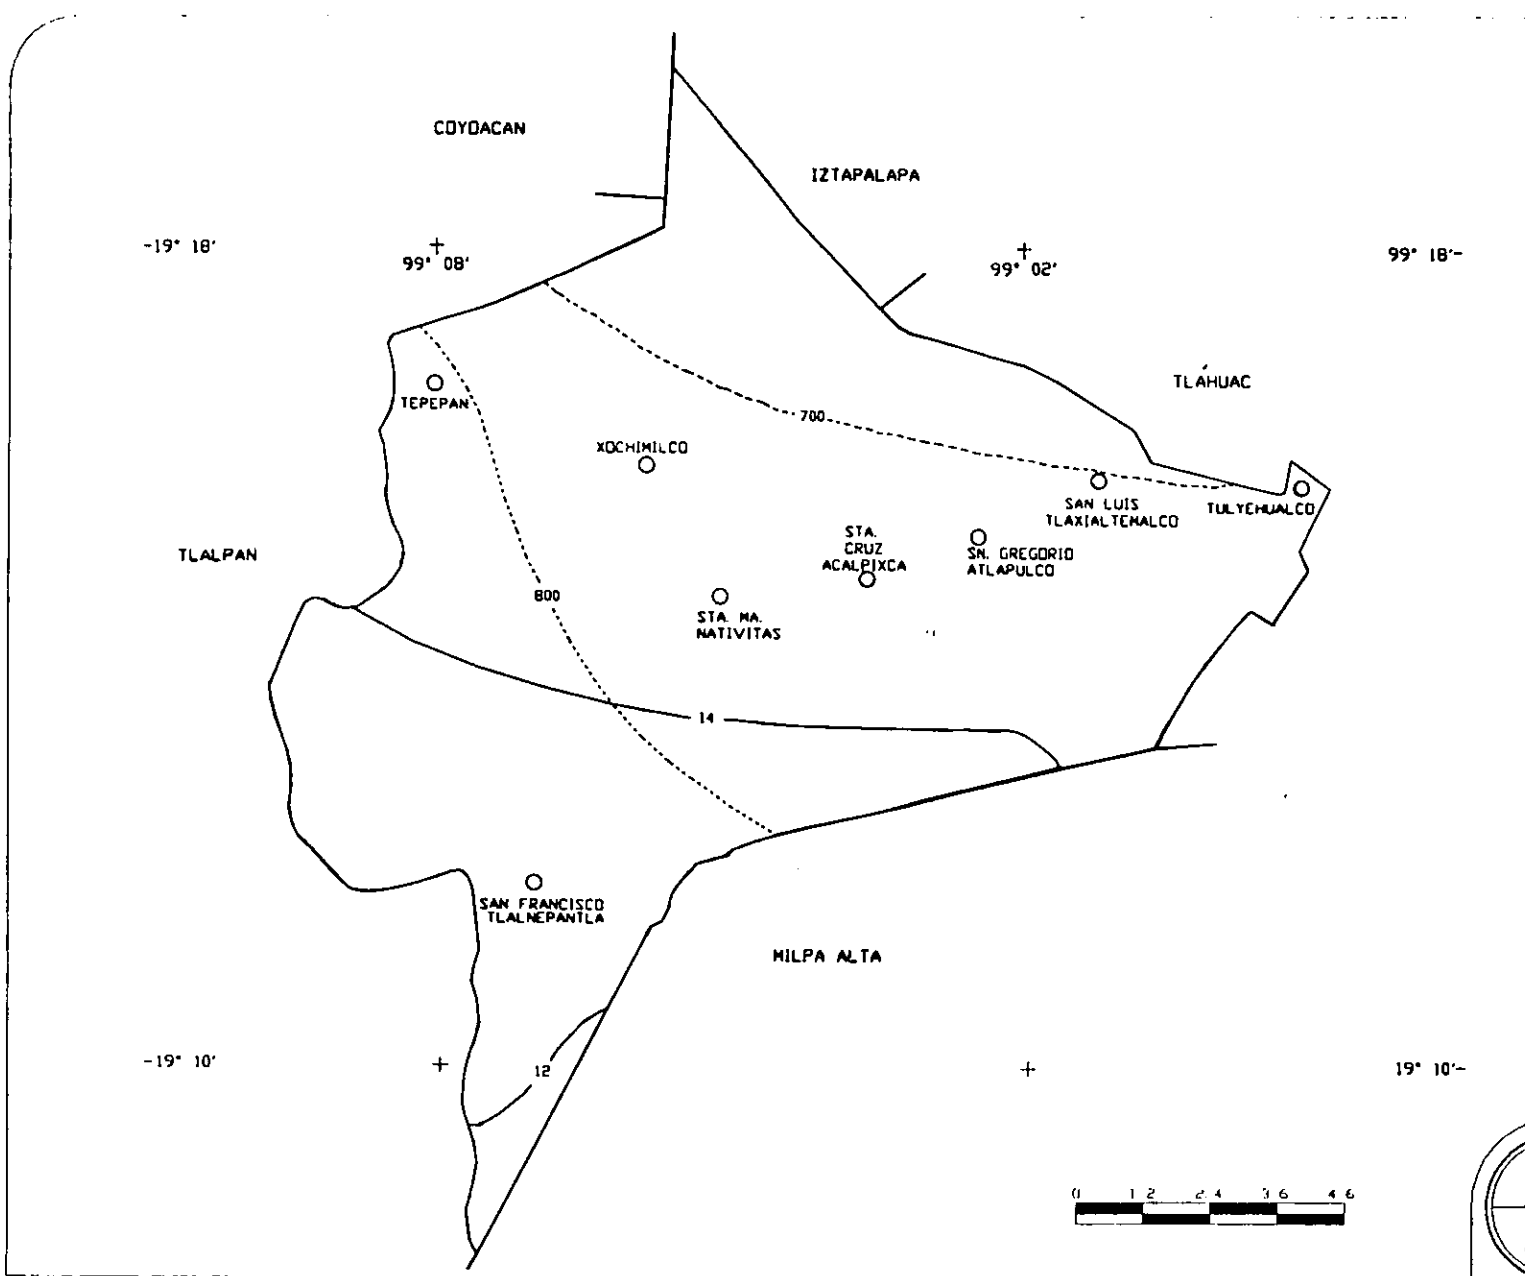 COYOACAN
IZTAPALAPA
-19° 18'
99° 08'
99° 02'
99° 18'-
TLÁHUAC
TEPEPAN
700
XOCHIMILCO
SAN LUIS
TLAXIALTEMALCO
TULYEHUALCO
STA.
CRUZ
ACALPIXCA
SN. GREGORIO
ATLAPULCO
TLALPAN
800
STA. MA.
NATIVITAS
14
SAN FRANCISCO
TLALNEPANTLA
MILPA ALTA
-19° 10'
12
19° 10'-
0 1 2 2 4 3 6 4 6